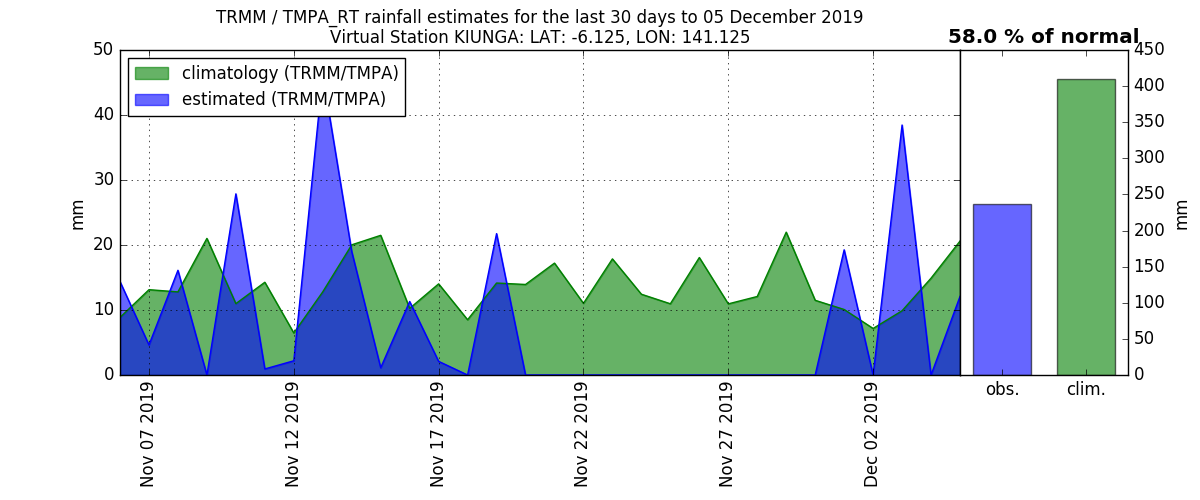 TRMM / TMPA_RT rainfall estimates for the last 30 days to 05 December 2019
Virtual Station KIUNGA: LAT: -6.125, LON: 141.125
58.0 % of normal
climatology (TRMM/TMPA)
estimated (TRMM/TMPA)
50
40
30
20
10
0
mm
Nov 07 2019
Nov 12 2019
Nov 17 2019
Nov 22 2019
Nov 27 2019
Dec 02 2019
obs.
clim.
450
400
350
300
250
200
150
100
50
0
mm